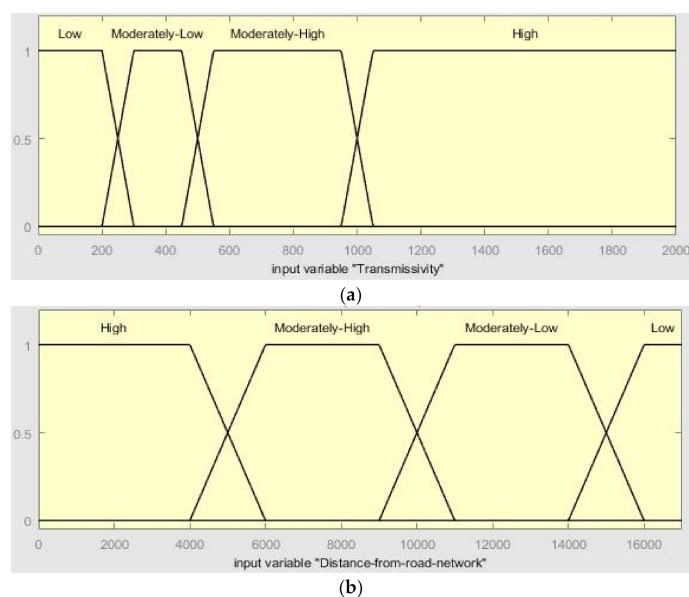 Low Moderately-Low Moderately-High High
1
0.5
0
0 200 400 600 800 1000 1200 1400 1600 1800 2000
input variable "Transmissivity"
(a)
High Moderately-High Moderately-Low Low
1
0.5
0
0 2000 4000 6000 8000 10000 12000 14000 16000
input variable "Distance-from-road-network"
(b)